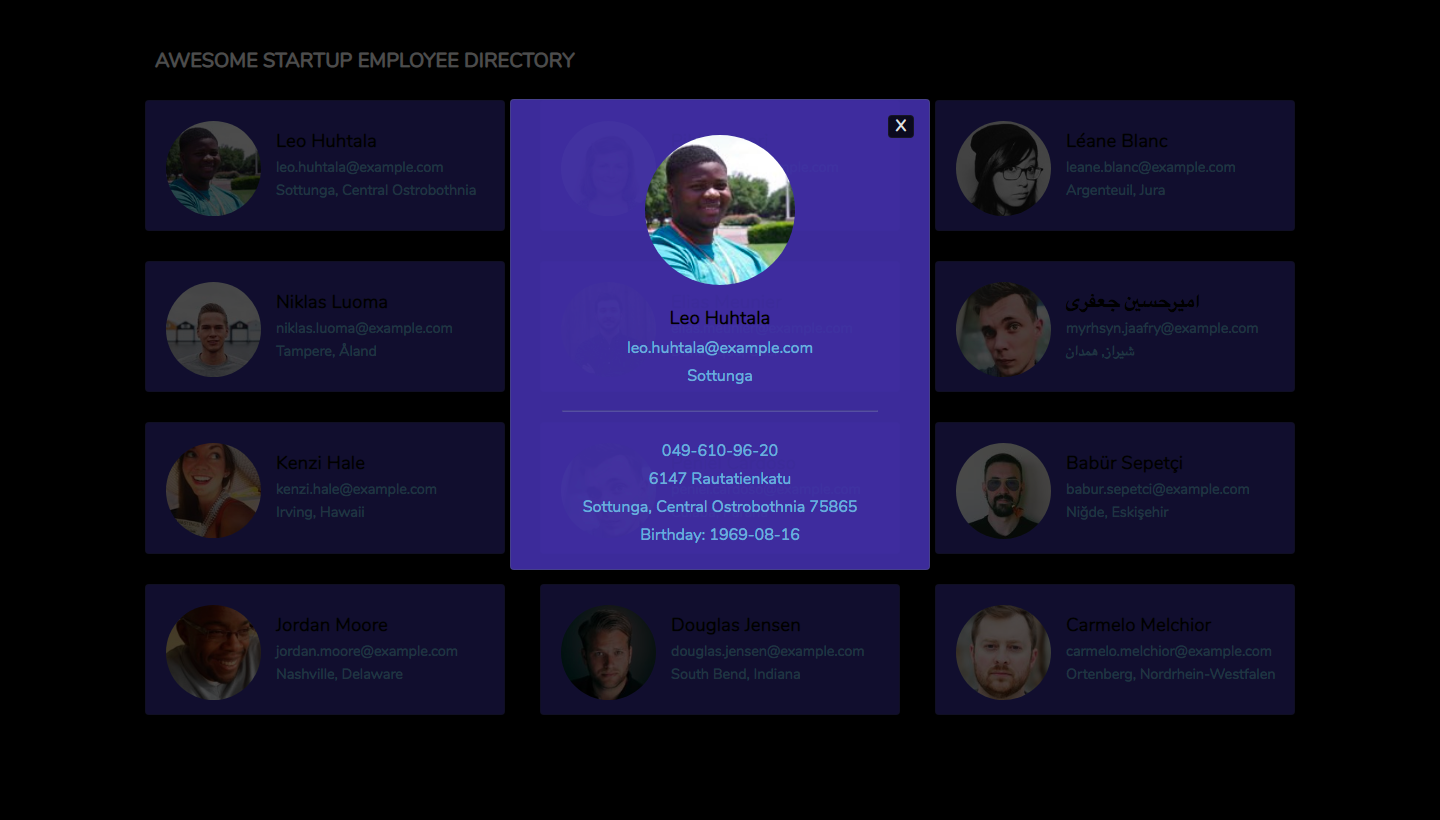 AWESOME STARTUP EMPLOYEE DIRECTORY
Leo Huhtala
leo.huhtala@example.com
Sottunga, Central Ostrobothnia
X
Leo Huhtala
leo.huhtala@example.com
Sottunga
049-610-96-20
6147 Rautatienkatu
Sottunga, Central Ostrobothnia 75865
Birthday: 1969-08-16
Léane Blanc
leane.blanc@example.com
Argenteuil, Jura
Niklas Luoma
niklas.luoma@example.com
Tampere, Åland
امیرحسین جعفری
myrhsyn.jaafry@example.com
شیراز, همدان
Kenzi Hale
kenzi.hale@example.com
Irving, Hawaii
Babür Sepetçi
babur.sepetci@example.com
Niğde, Eskişehir
Jordan Moore
jordan.moore@example.com
Nashville, Delaware
Douglas Jensen
douglas.jensen@example.com
South Bend, Indiana
Carmelo Melchior
carmelo.melchior@example.com
Ortenberg, Nordrhein-Westfalen